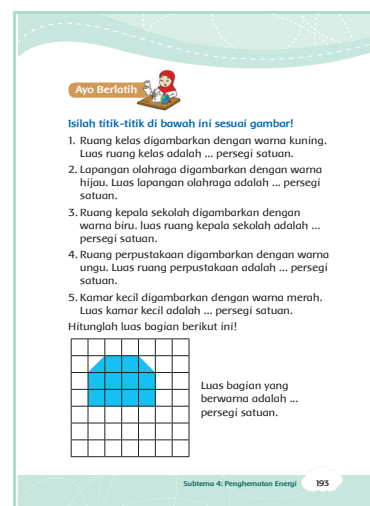 Ayo Berlatih
Isilah titik-titik di bawah ini sesuai gambar!
1. Ruang kelas digambarkan dengan warna kuning.
Luas ruang kelas adalah ... persegi satuan.
2. Lapangan olahraga digambarkan dengan warna
hijau. Luas lapangan olahraga adalah ... persegi
satuan.
3. Ruang kepala sekolah digambarkan dengan
warna biru. luas ruang kepala sekolah adalah ...
persegi satuan.
4. Ruang perpustakaan digambarkan dengan warna
ungu. Luas ruang perpustakaan adalah ... persegi
satuan.
5. Kamar kecil digambarkan dengan warna merah.
Luas kamar kecil adalah ... persegi satuan.
Hitunglah luas bagian berikut ini!
Luas bagian yang
berwarna adalah ...
persegi satuan.
Subtema 4: Penghematan Energi 193